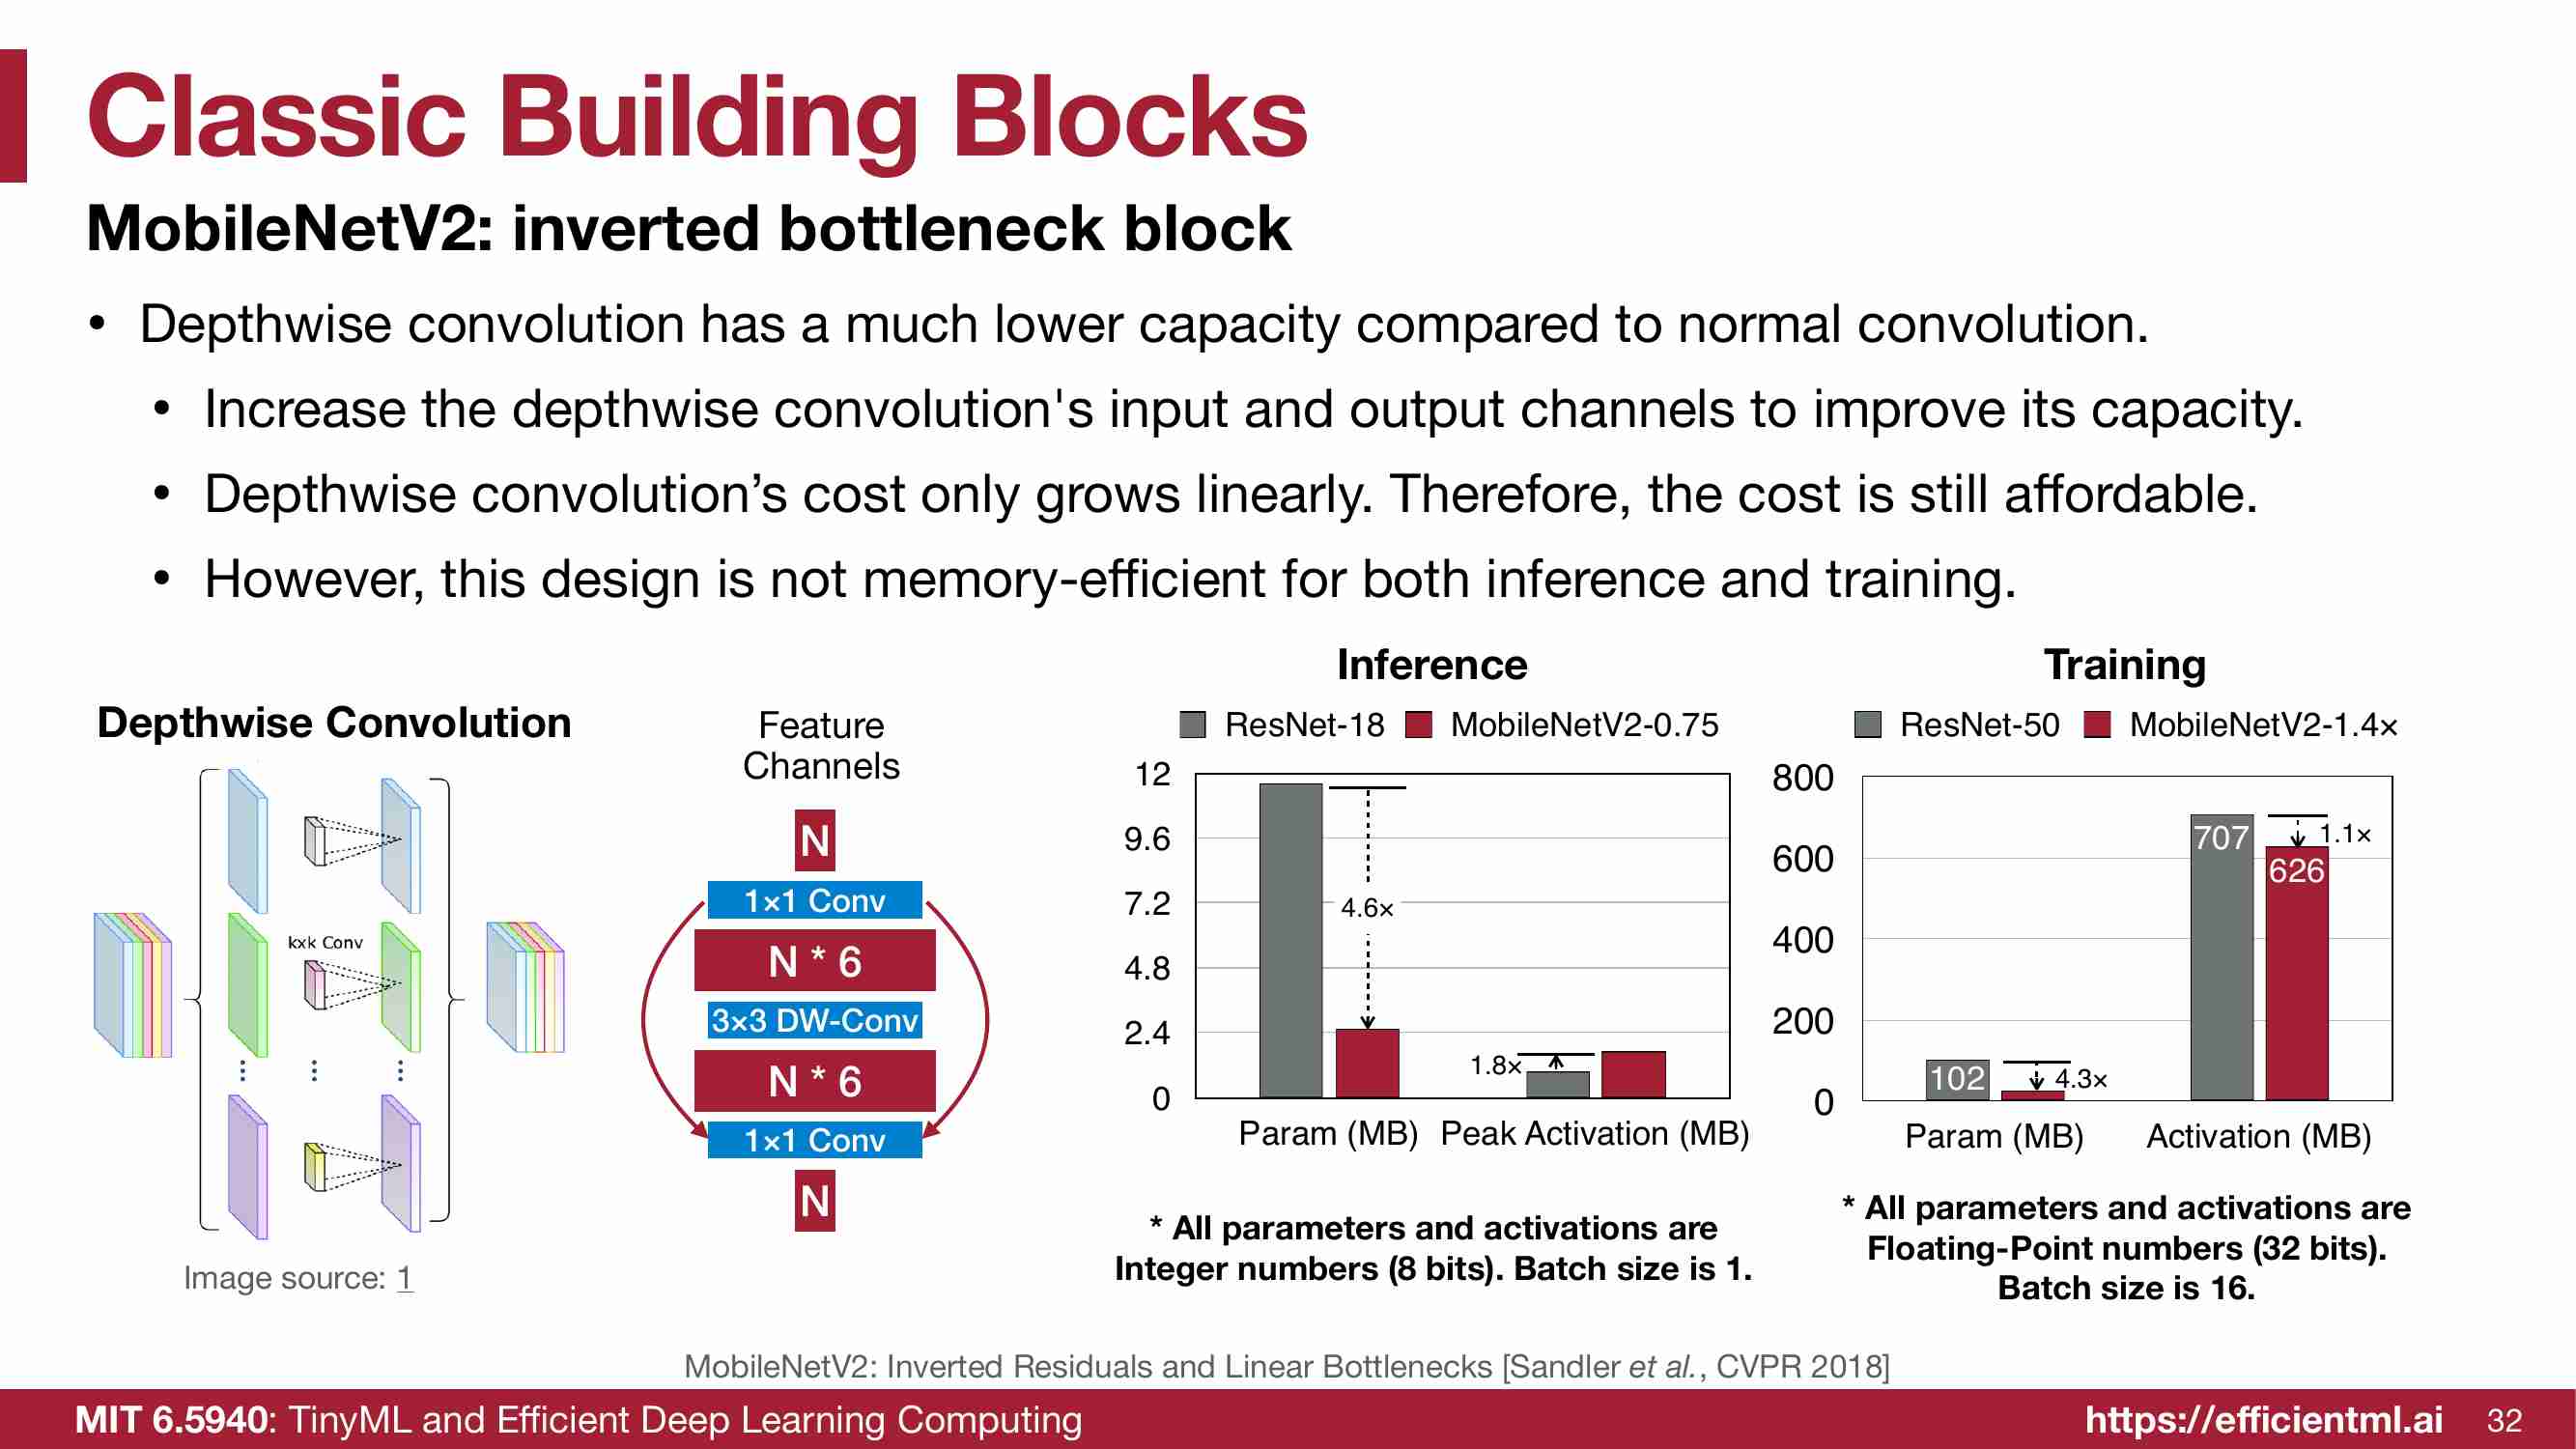 Classic Building Blocks
MobileNetV2: inverted bottleneck block
• Depthwise convolution has a much lower capacity compared to normal convolution.
• Increase the depthwise convolution's input and output channels to improve its capacity.
• Depthwise convolution’s cost only grows linearly. Therefore, the cost is still affordable.
• However, this design is not memory-efficient for both inference and training.
Depthwise Convolution
kxk Conv
Image source: 1
Feature
Channels
N
1×1 Conv
N * 6
3×3 DW-Conv
N * 6
1×1 Conv
N
Inference
ResNet-18 MobileNetV2-0.75
12
9.6
7.2
4.8
2.4
0
4.6×
1.8×
Param (MB) Peak Activation (MB)
* All parameters and activations are
Integer numbers (8 bits). Batch size is 1.
Training
ResNet-50 MobileNetV2-1.4×
800
600
400
200
0
102
4.3×
707
626
1.1×
Param (MB) Activation (MB)
* All parameters and activations are
Floating-Point numbers (32 bits).
Batch size is 16.
MobileNetV2: Inverted Residuals and Linear Bottlenecks [Sandler et al., CVPR 2018]
MIT 6.5940: TinyML and Efficient Deep Learning Computing
https://efficientml.ai 32